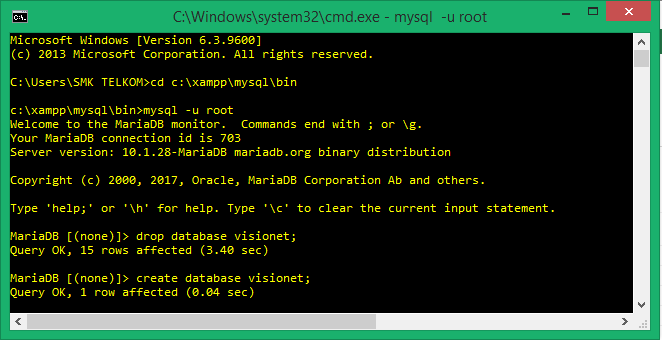 C:\Windows\system32\cmd.exe - mysql -u root
Microsoft Windows [Version 6.3.9600]
(c) 2013 Microsoft Corporation. All rights reserved.
C:\Users\SMK TELKOM>cd c:\xampp\mysql\bin
c:\xampp\mysql\bin>mysql -u root
Welcome to the MariaDB monitor.  Commands end with ; or \g.
Your MariaDB connection id is 703
Server version: 10.1.28-MariaDB mariadb.org binary distribution
Copyright (c) 2000, 2017, Oracle, MariaDB Corporation Ab and others.
Type 'help;' or '\h' for help. Type '\c' to clear the current input statement.
MariaDB [(none)]> drop database visionet;
Query OK, 15 rows affected (3.40 sec)
MariaDB [(none)]> create database visionet;
Query OK, 1 row affected (0.04 sec)